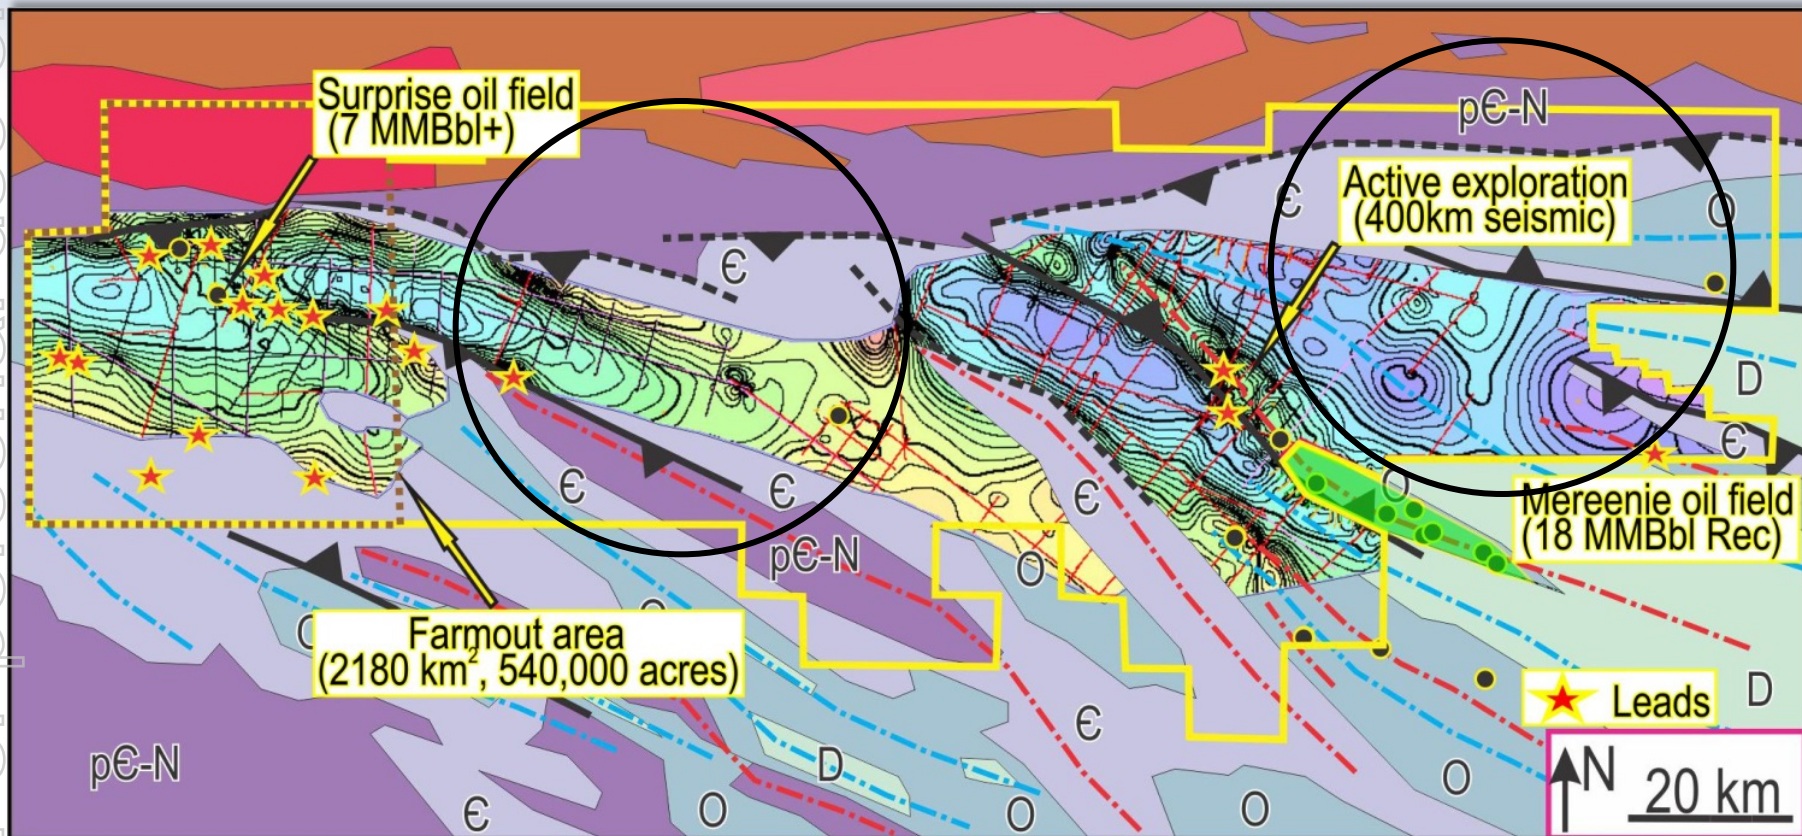 Surprise oil field
(7 MMBbl+)
pЄ-N
Active exploration
(400km seismic)
Є
O
Є
D
Є
Є
Є
Є
O
Mereenie oil field
(18 MMBbl Rec)
pЄ-N
O
Farmout area
(2180 km², 540,000 acres)
Leads
D
Є
pЄ-N
D
O
N
20 km
Є
O
O
O